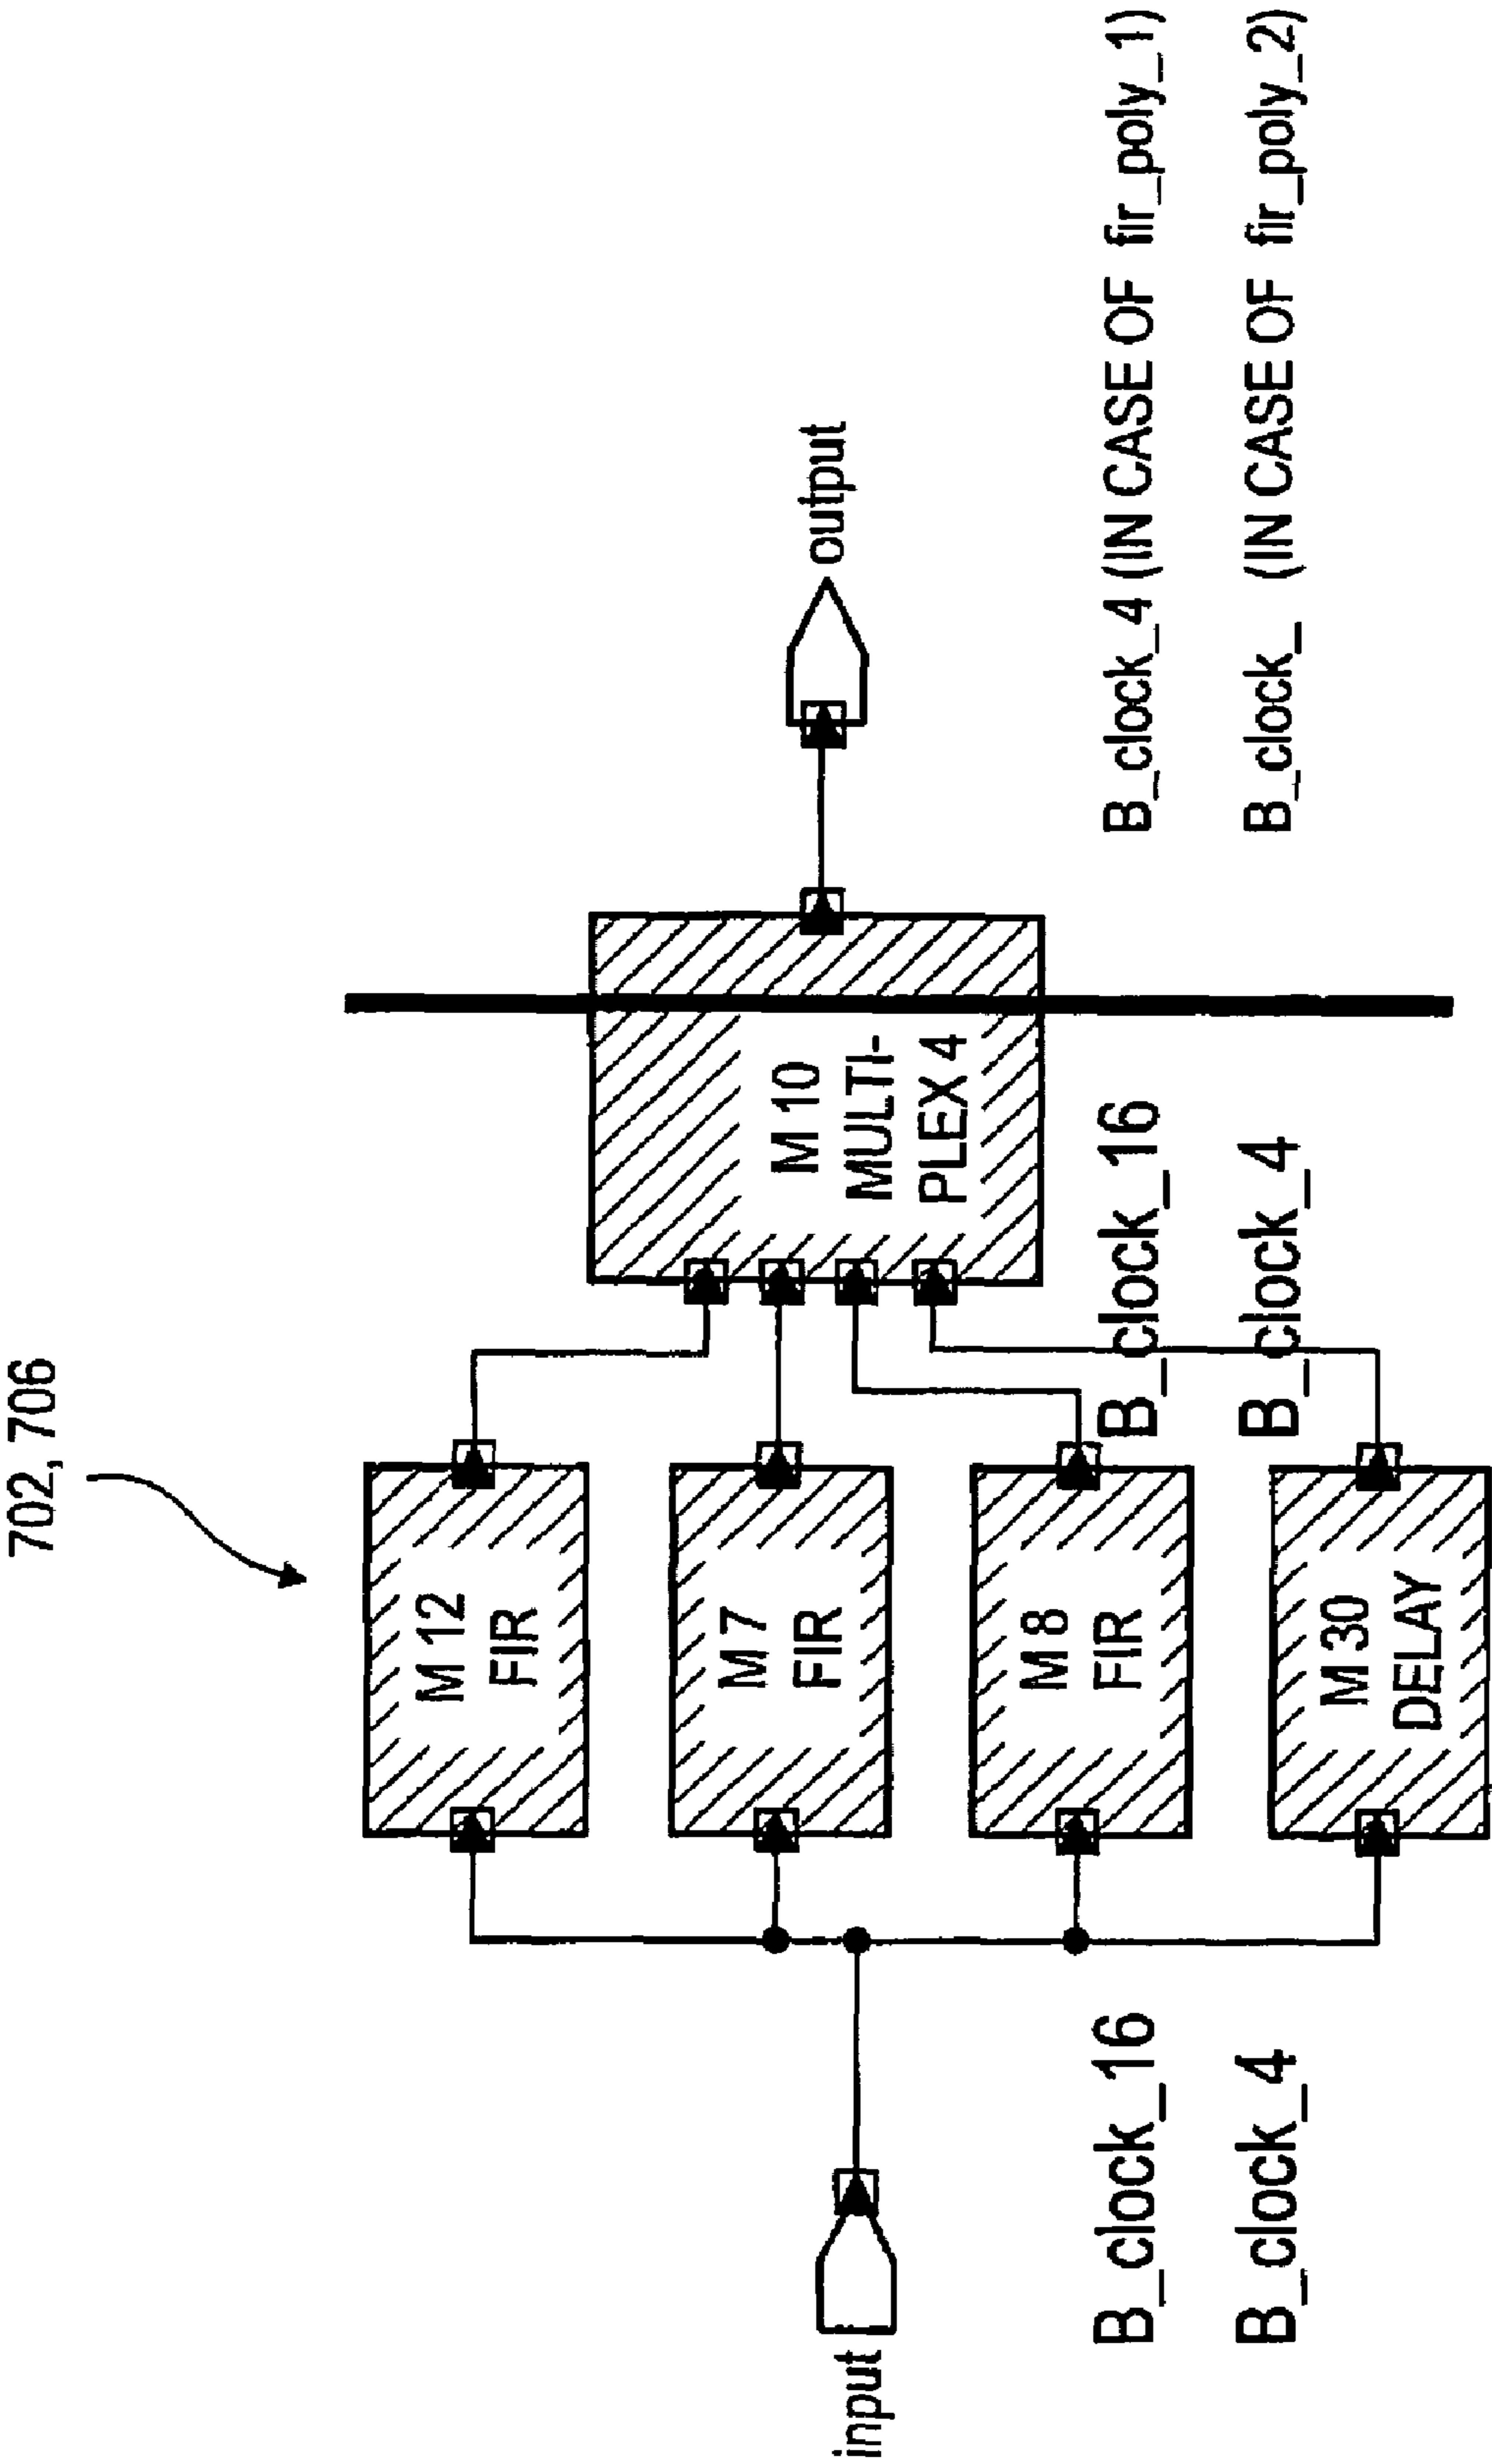 702, 706
M 12
FIR
M 7
FIR
M 8
FIR
M 30
DELAY
M 10
MULTI-
PLEX 4
input
output
B_clock_16
B_clock_4
B_clock_16
B_clock_4
B_clock_4 (IN CASE OF fir_poly_1)
B_clock_ (IN CASE OF fir_poly_2)